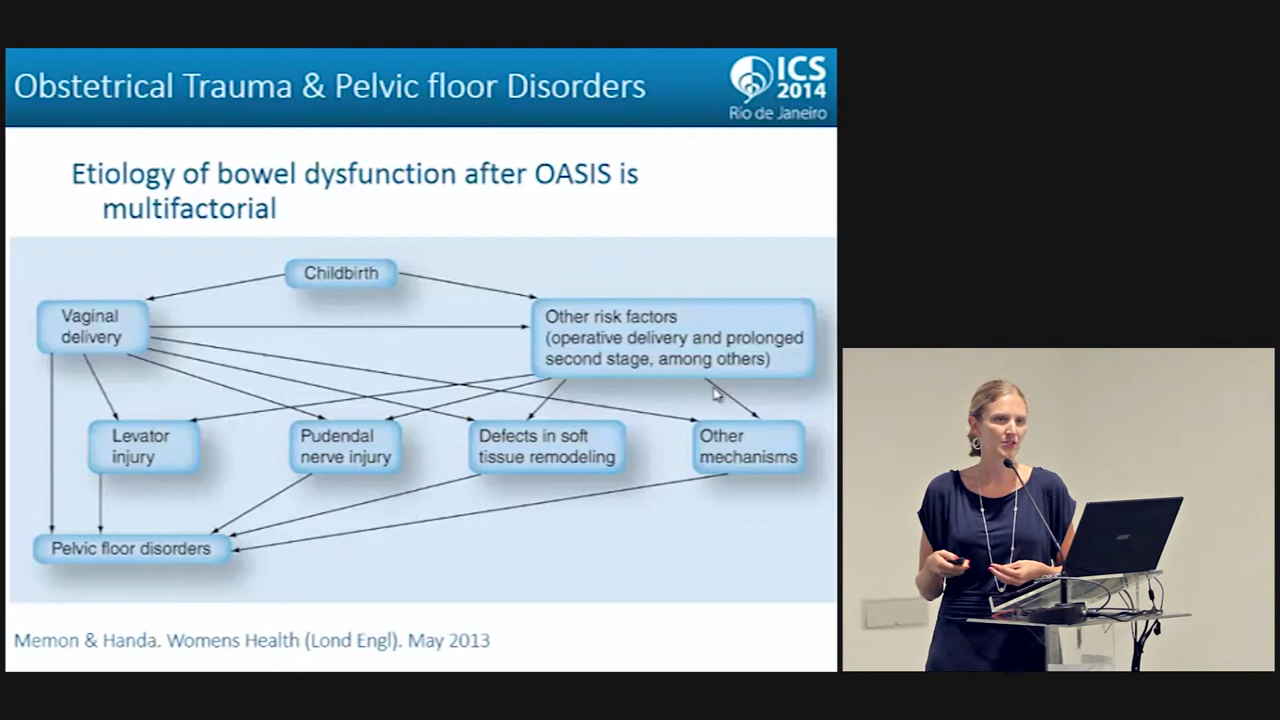 Obstetrical Trauma & Pelvic floor Disorders
ICS
2014
Rio de Janeiro
Etiology of bowel dysfunction after OASIS is
multifactorial
Childbirth
Vaginal
delivery
Other risk factors
(operative delivery and prolonged
second stage, among others)
Levator
injury
Pudendal
nerve injury
Defects in soft
tissue remodeling
Other
mechanisms
Pelvic floor disorders
Memon & Handa. Womens Health (Lond Engl). May 2013